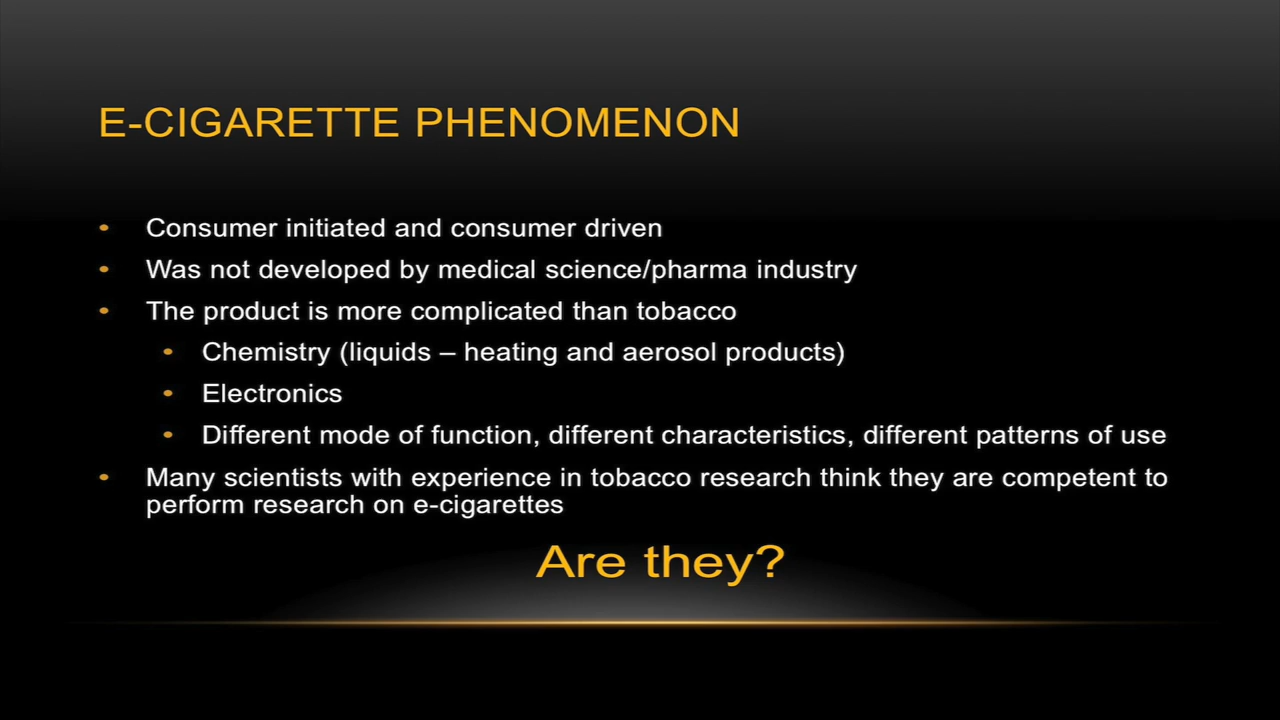 E-CIGARETTE PHENOMENON
• Consumer initiated and consumer driven
• Was not developed by medical science/pharma industry
• The product is more complicated than tobacco
• Chemistry (liquids – heating and aerosol products)
• Electronics
• Different mode of function, different characteristics, different patterns of use
• Many scientists with experience in tobacco research think they are competent to
perform research on e-cigarettes
Are they?